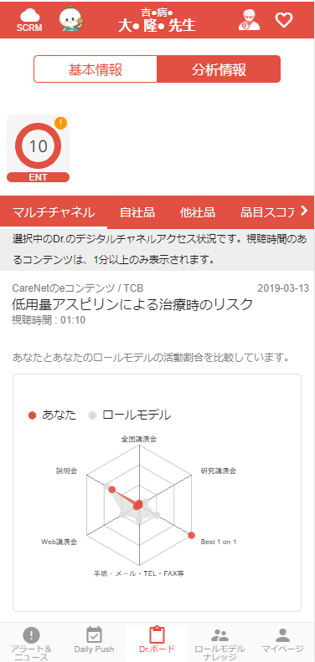 吉●病●
SCRM
大● 隆● 先生
基本情報
分析情報
!
10
ENT
マルチチャネル
自社品
他社品
品目スコア
選択中のDr.のデジタルチャネルアクセス状況です。視聴時間のあ
るコンテンツは、1分以上のみ表示されます。
CareNetのeコンテンツ / TCB
2019-03-13
低用量アスピリンによる治療時のリスク
視聴時間 : 01:10
あなたとあなたのロールモデルの活動割合を比較しています。
あなた
ロールモデル
全国講演会
説明会
研究講演会
Web講演会
Best 1 on 1
手紙・メール・TEL・FAX等
アラート&
ニュース
Daily Push
Dr.ボード
ロールモデル
ナレッジ
マイページ